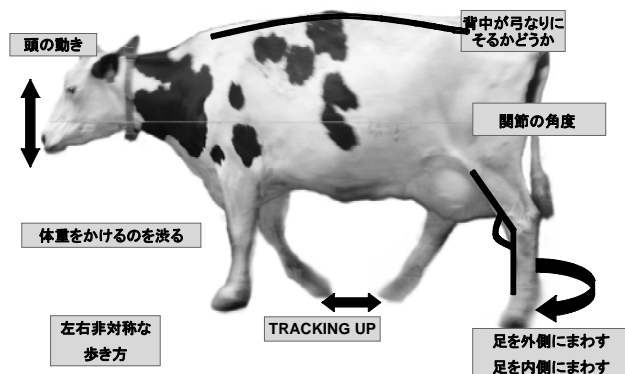 頭の動き
背中が弓なりに
そるかどうか
関節の角度
体重をかけるのを渋る
左右非対称な
歩き方
TRACKING UP
足を外側にまわす
足を内側にまわす